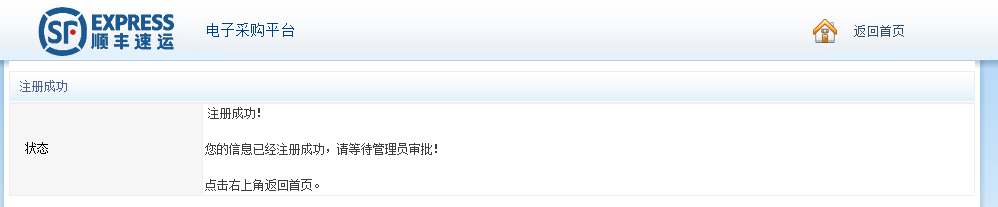 SF EXPRESS
顺丰速运
电子采购平台
返回首页
注册成功
状态
注册成功!
您的信息已经注册成功，请等待管理员审批!
点击右上角返回首页。